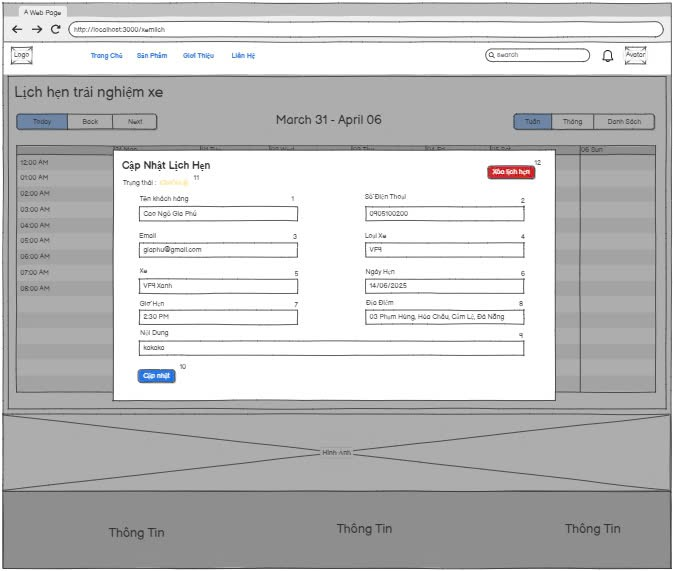 A Web Page
http://localhost:3000/xemlich
Logo
Trang Chủ Sản Phẩm Giới Thiệu Liên Hệ
Search
Avatar
Lịch hẹn trải nghiệm xe
Today Back Next
March 31 - April 06
Tuần Tháng Danh Sách
06 Sun
12:00 AM
01:00 AM
02:00 AM
03:00 AM
04:00 AM
05:00 AM
06:00 AM
07:00 AM
08:00 AM
Cập Nhật Lịch Hẹn
Xóa lịch hẹn 12
Trạng thái : 11
Tên khách hàng 1
Con Ngô Gia Phú
Số Điện Thoại 2
0905100200
Email 3
giaphu@gmail.com
Loại Xe 4
VF9
Xe 5
VF9 Xanh
Ngày Hẹn 6
14/06/2025
Giờ Hẹn 7
2:30 PM
Địa Điểm 8
03 Phạm Hùng, Hòa Châu, Cẩm Lệ, Đà Nẵng
Nội Dung 9
kakaka
Cập nhật 10
Hình Ảnh
Thông Tin Thông Tin Thông Tin